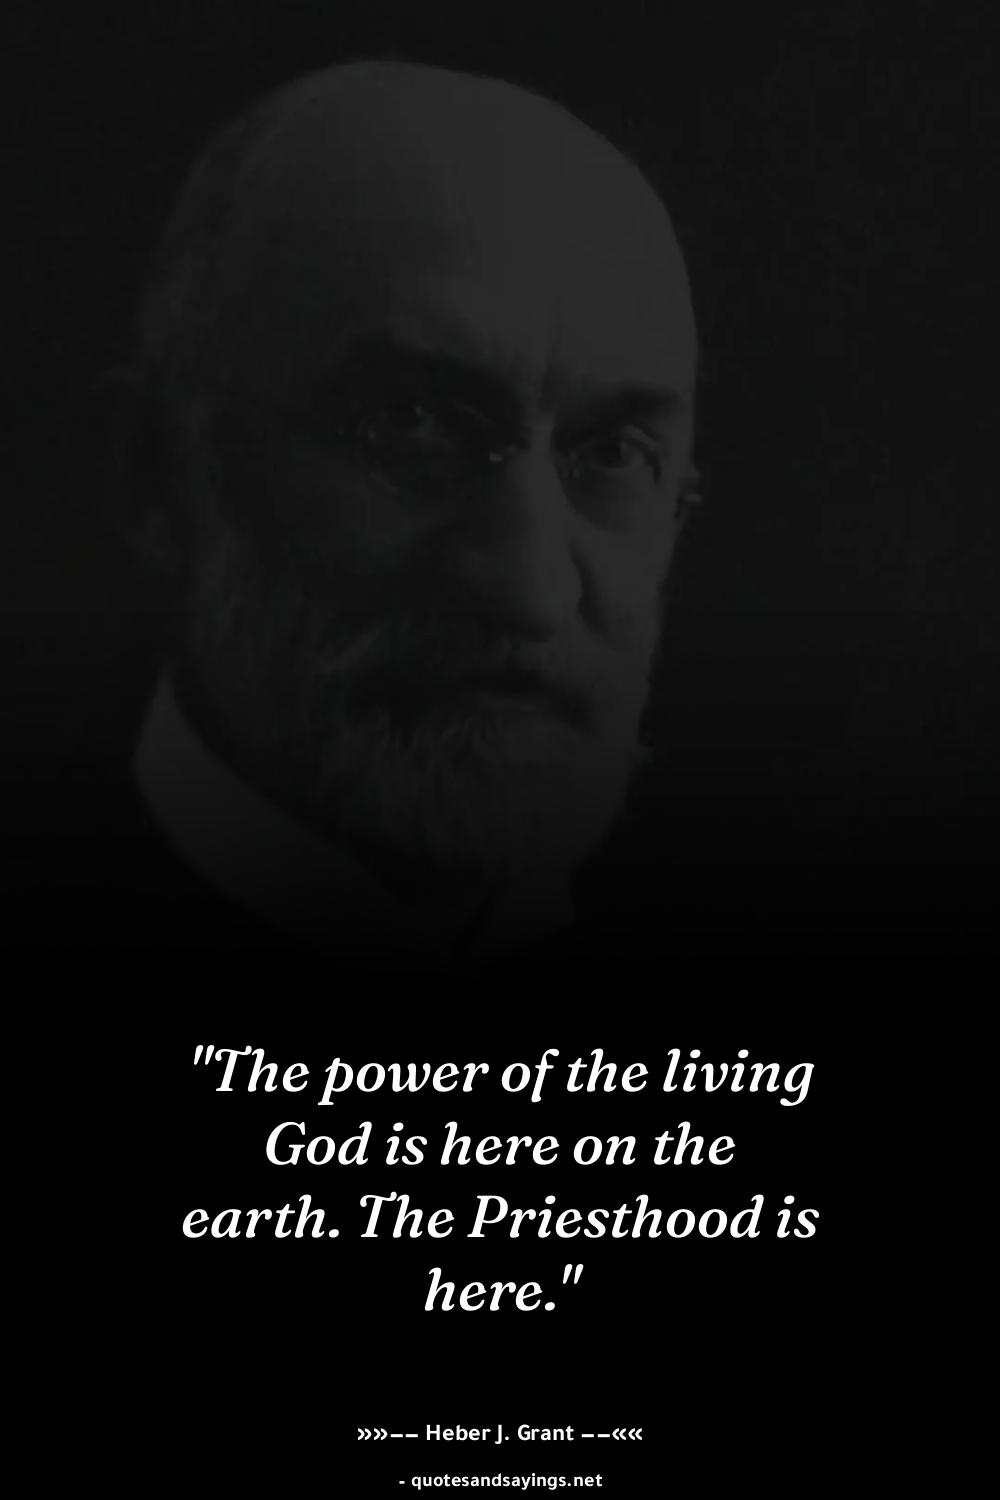 "The power of the living
God is here on the
earth. The Priesthood is
here."
»»−− Heber J. Grant −−««
- quotesandsayings.net